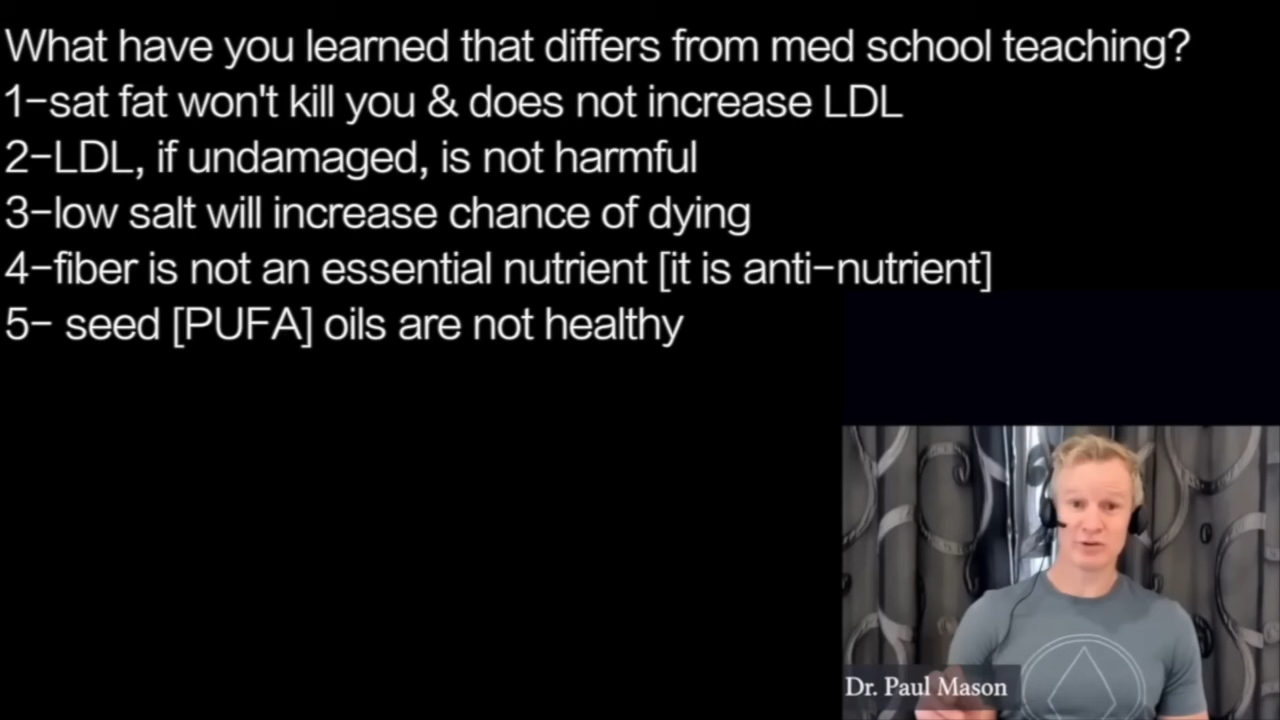 What have you learned that differs from med school teaching?
1-sat fat won't kill you & does not increase LDL
2-LDL, if undamaged, is not harmful
3-low salt will increase chance of dying
4-fiber is not an essential nutrient [it is anti-nutrient]
5- seed [PUFA] oils are not healthy
Dr. Paul Mason